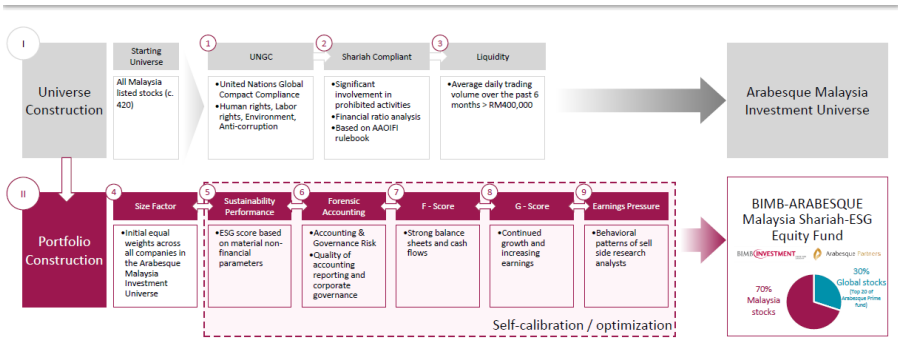 I
Universe
Construction
Starting
Universe
All Malaysia
listed stocks (c.
420)
1
UNGC
•United Nations Global
Compact Compliance
•Human rights, Labor
rights, Environment,
Anti-corruption
2
Shariah Compliant
•Significant
involvement in
prohibited activities
•Financial ratio analysis
•Based on AAOIFI
rulebook
3
Liquidity
•Average daily trading
volume over the past 6
months > RM400,000
Arabesque Malaysia
Investment Universe
II
Portfolio
Construction
4
Size Factor
•Initial equal
weights across
all companies in
the Arabesque
Malaysia
Investment
Universe
5
Sustainability
Performance
•ESG score based
on material non-
financial
parameters
6
Forensic
Accounting
•Accounting &
Governance Risk
•Quality of
accounting
reporting and
corporate
governance
7
F - Score
•Strong balance
sheets and cash
flows
8
G - Score
•Continued
growth and
increasing
earnings
9
Earnings Pressure
•Behavioral
patterns of sell
side research
analysts
Self-calibration / optimization
BIMB-ARABESQUE
Malaysia Shariah-ESG
Equity Fund
BIMB INVESTMENT
Arabesque Partners
30%
Global stocks
(Top 20 of
Arabesque Prime
fund)
70%
Malaysia
stocks